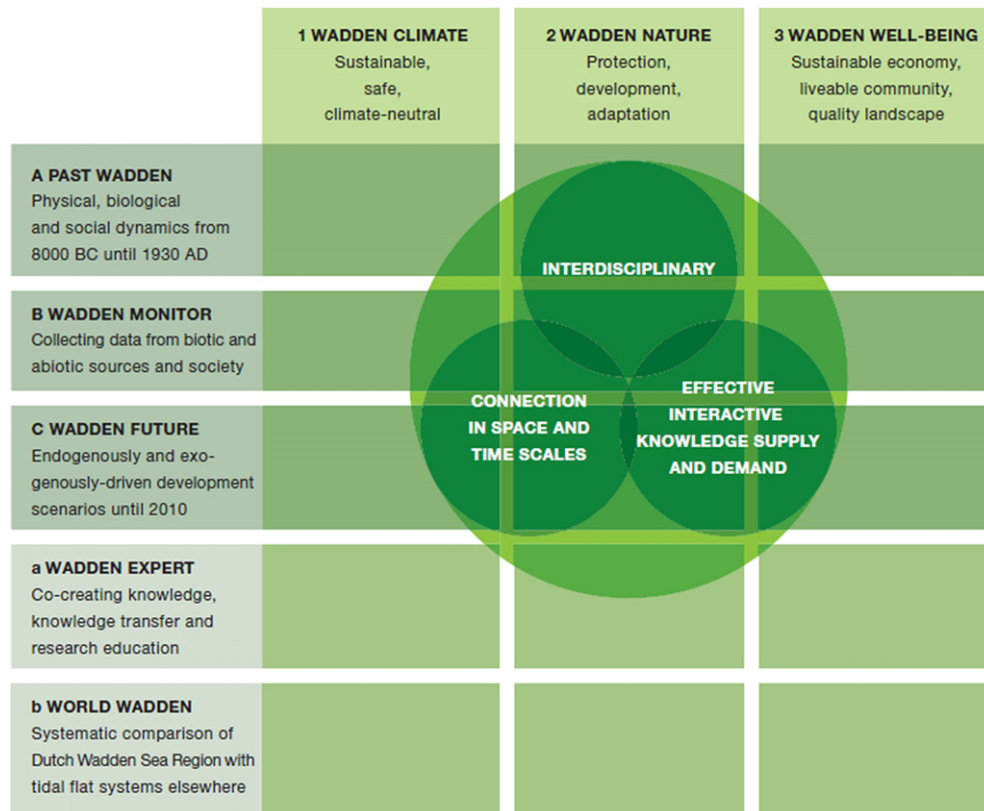 1 WADDEN CLIMATE
Sustainable,
safe,
climate-neutral
2 WADDEN NATURE
Protection,
development,
adaptation
3 WADDEN WELL-BEING
Sustainable economy,
liveable community,
quality landscape
A PAST WADDEN
Physical, biological
and social dynamics from
8000 BC until 1930 AD
B WADDEN MONITOR
Collecting data from biotic and
abiotic sources and society
C WADDEN FUTURE
Endogenously and exo-
genously-driven development
scenarios until 2010
a WADDEN EXPERT
Co-creating knowledge,
knowledge transfer and
research education
b WORLD WADDEN
Systematic comparison of
Dutch Wadden Sea Region with
tidal flat systems elsewhere
INTERDISCIPLINARY
CONNECTION
IN SPACE AND
TIME SCALES
EFFECTIVE
INTERACTIVE
KNOWLEDGE SUPPLY
AND DEMAND